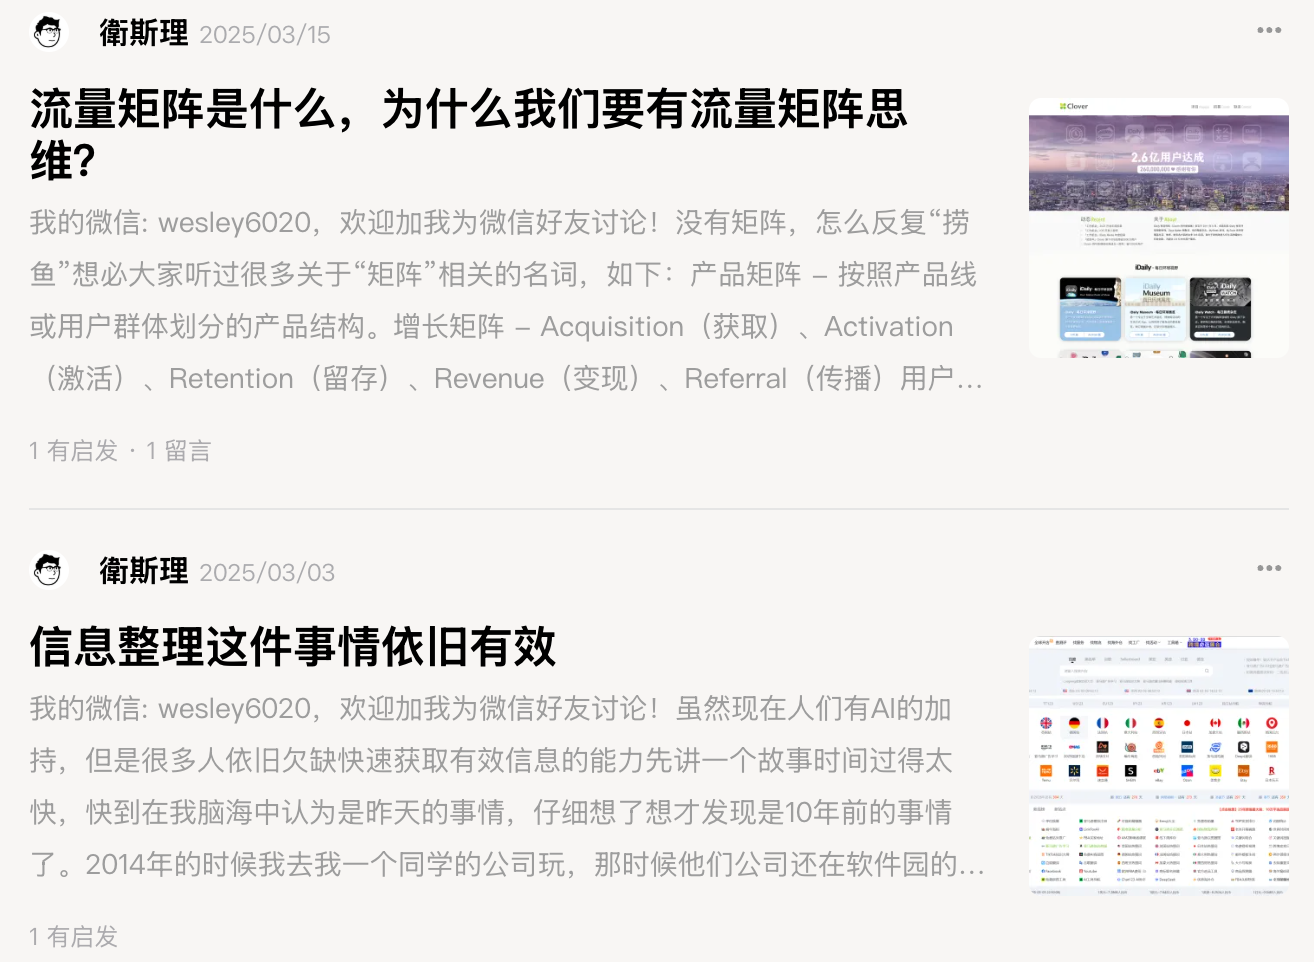 衛斯理 2025/03/15
流量矩阵是什么，为什么我们要有流量矩阵思
维?
我的微信: wesley6020，欢迎加我为微信好友讨论！没有矩阵，怎么反复“捞
鱼”想必大家听过很多关于“矩阵”相关的名词，如下：产品矩阵 – 按照产品线
或用户群体划分的产品结构。增长矩阵 – Acquisition（获取）、Activation
（激活）、Retention（留存）、Revenue（变现）、Referral（传播）用户...
Clover
2.6亿用户达成
iDaily · 每日环球视野
iDaily
Museum
iDaily
1 有启发 · 1 留言
衛斯理 2025/03/03
信息整理这件事情依旧有效
我的微信: wesley6020，欢迎加我为微信好友讨论！虽然现在人们有AI的加
持，但是很多人依旧欠缺快速获取有效信息的能力先讲一个故事时间过得太
快，快到在我脑海中认为是昨天的事情，仔细想了想才发现是10年前的事情
了。2014年的时候我去我一个同学的公司玩，那时候他们公司还在软件园的...
1 有启发